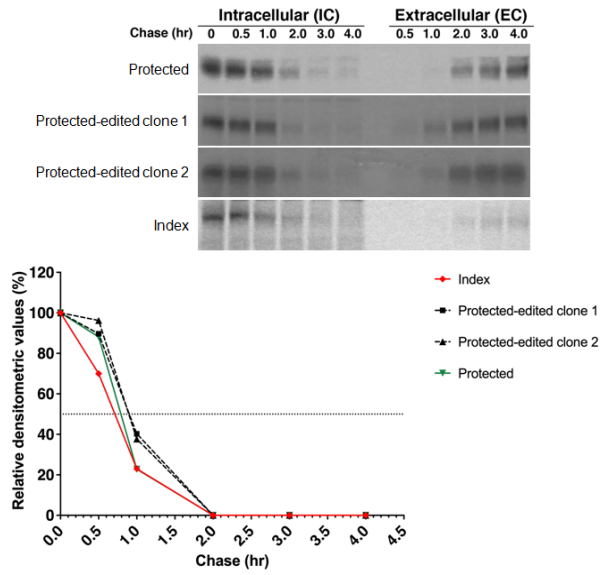 Intracellular (IC) Extracellular (EC)
Chase (hr) 0 0.5 1.0 2.0 3.0 4.0 0.5 1.0 2.0 3.0 4.0
Protected
Protected-edited clone 1
Protected-edited clone 2
Index
Relative densitometric values (%)
120
100
80
60
40
20
0
0.0 0.5 1.0 1.5 2.0 2.5 3.0 3.5 4.0 4.5
Chase (hr)
Index
Protected-edited clone 1
Protected-edited clone 2
Protected